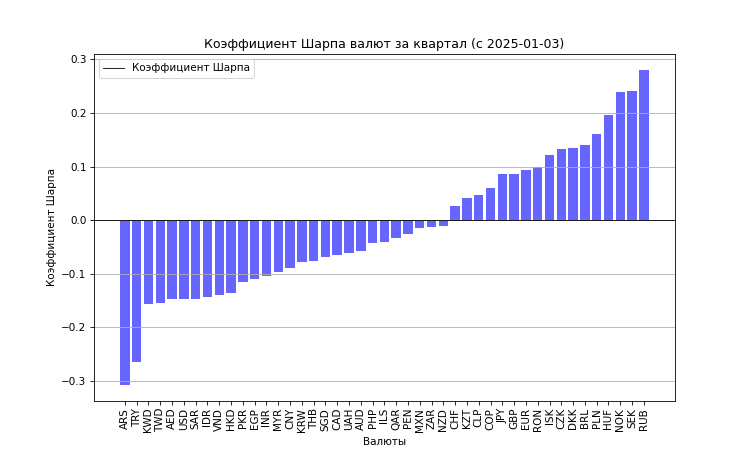 Коэффициент Шарпа валют за квартал (с 2025-01-03)
Коэффициент Шарпа
0.3
0.2
0.1
0.0
−0.1
−0.2
−0.3
Коэффициент Шарпа
ARS TRY KWD TWD AED USD SAR IDR VND HKD PKR EGP INR MYR CNY KRW THB SGD CAD UAH AUD PHP ILS QAR PEN MXN ZAR NZD CHF KZT CLP COP JPY GBP EUR RON ISK CZK DKK BRL PLN HUF NOK SEK RUB
Валюты